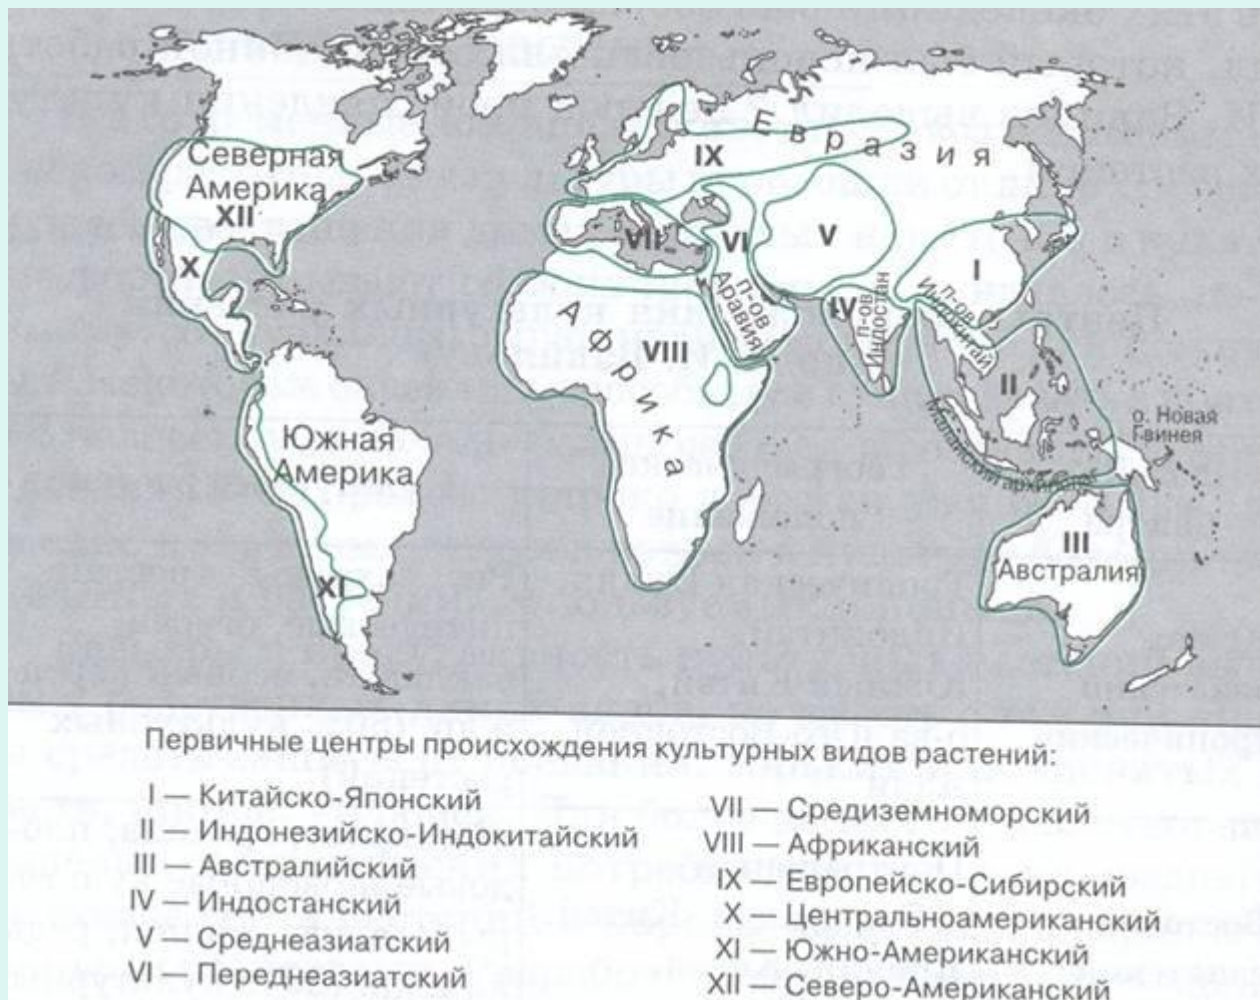 Евразия
IX
Северная
Америка
XII
VII
VI
V
X
I
п-ов
Индокитай
п-ов
Аравия
IV
п-ов
Индостан
Африка
VIII
II
о. Новая
Гвинея
Малайский архипелаг
Южная
Америка
III
Австралия
XI
Первичные центры происхождения культурных видов растений:
I — Китайско-Японский
II — Индонезийско-Индокитайский
III — Австралийский
IV — Индостанский
V — Среднеазиатский
VI — Переднеазиатский
VII — Средиземноморский
VIII — Африканский
IX — Европейско-Сибирский
X — Центральноамериканский
XI — Южно-Американский
XII — Северо-Американский